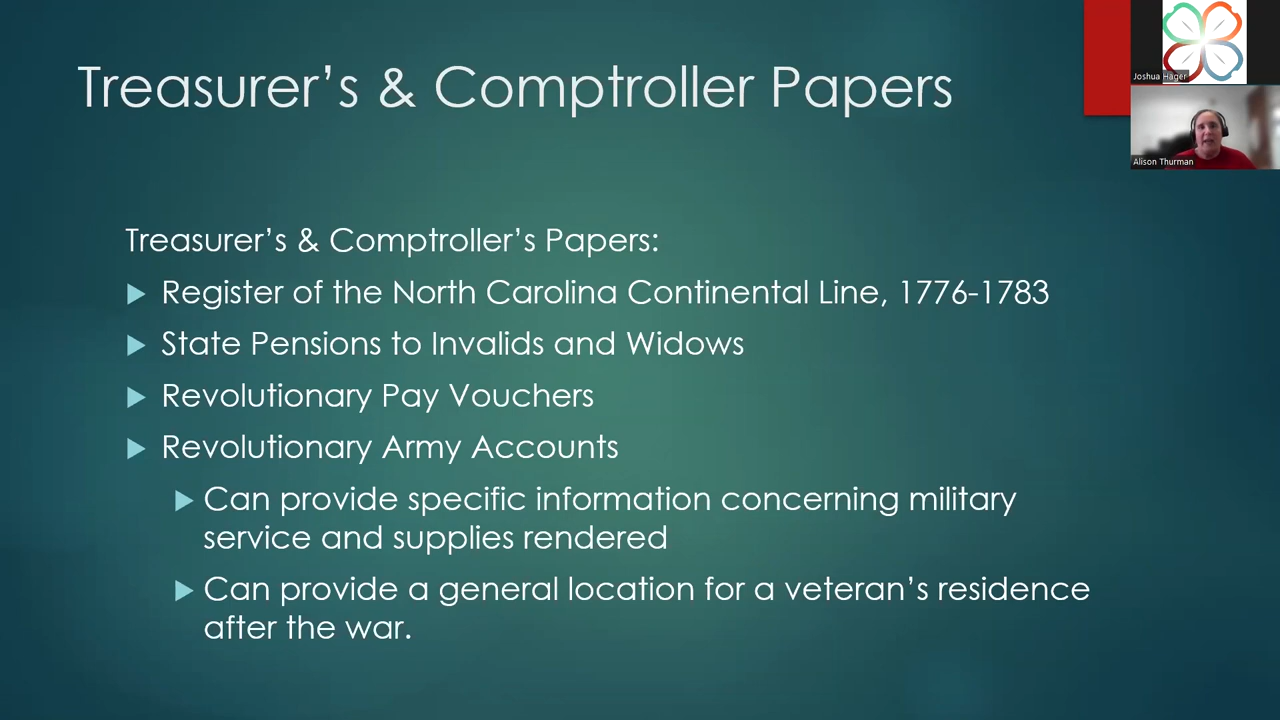 Treasurer’s & Comptroller Papers
Joshua Hager
Alison Thurman
Treasurer’s & Comptroller’s Papers:
Register of the North Carolina Continental Line, 1776-1783
State Pensions to Invalids and Widows
Revolutionary Pay Vouchers
Revolutionary Army Accounts
Can provide specific information concerning military
service and supplies rendered
Can provide a general location for a veteran’s residence
after the war.